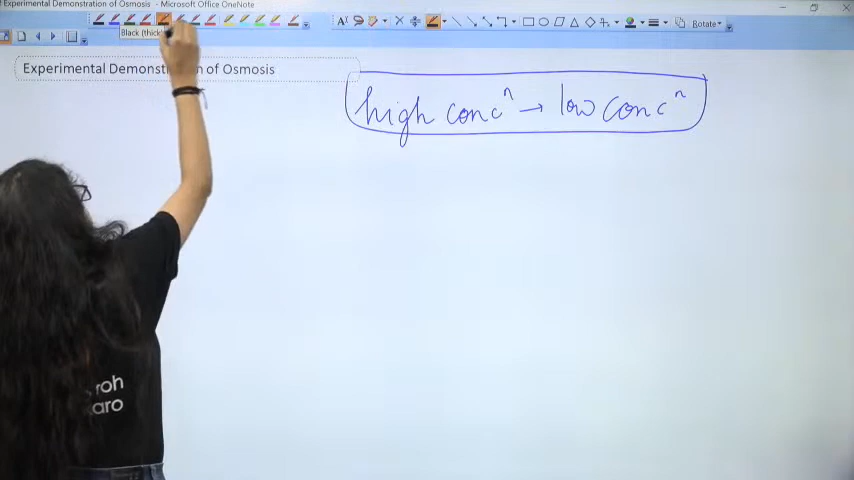 Experimental Demonstration of Osmosis - Microsoft Office OneNote
Rotate
Black (thick
Experimental Demonst n of Osmosis
high concⁿ → low concⁿ
roh
aro